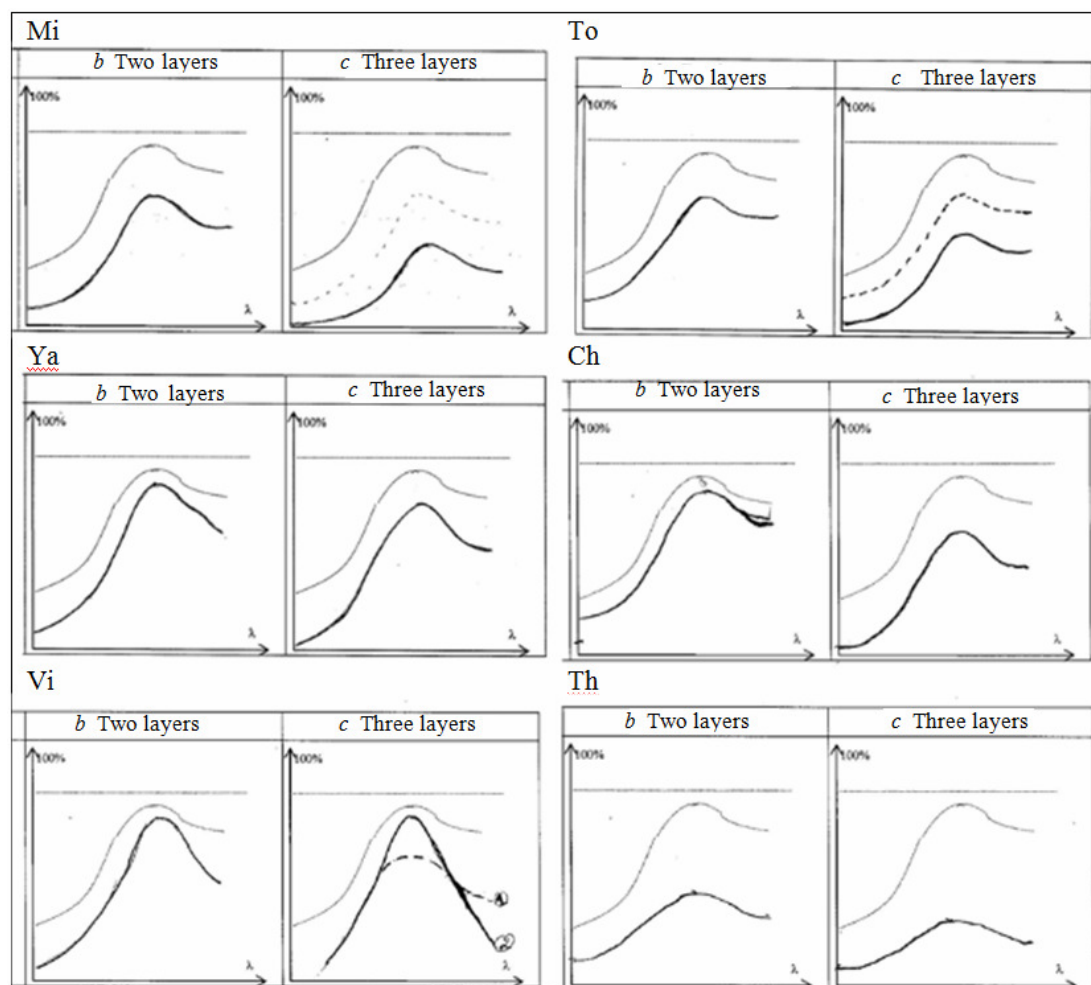 Mi
b Two layers
c Three layers
100%
λ
100%
λ
To
b Two layers
c Three layers
100%
λ
100%
λ
Ya
b Two layers
c Three layers
100%
λ
100%
λ
Ch
b Two layers
c Three layers
100%
λ
100%
λ
Vi
b Two layers
c Three layers
100%
λ
100%
1
2
λ
Th
b Two layers
c Three layers
100%
λ
100%
λ